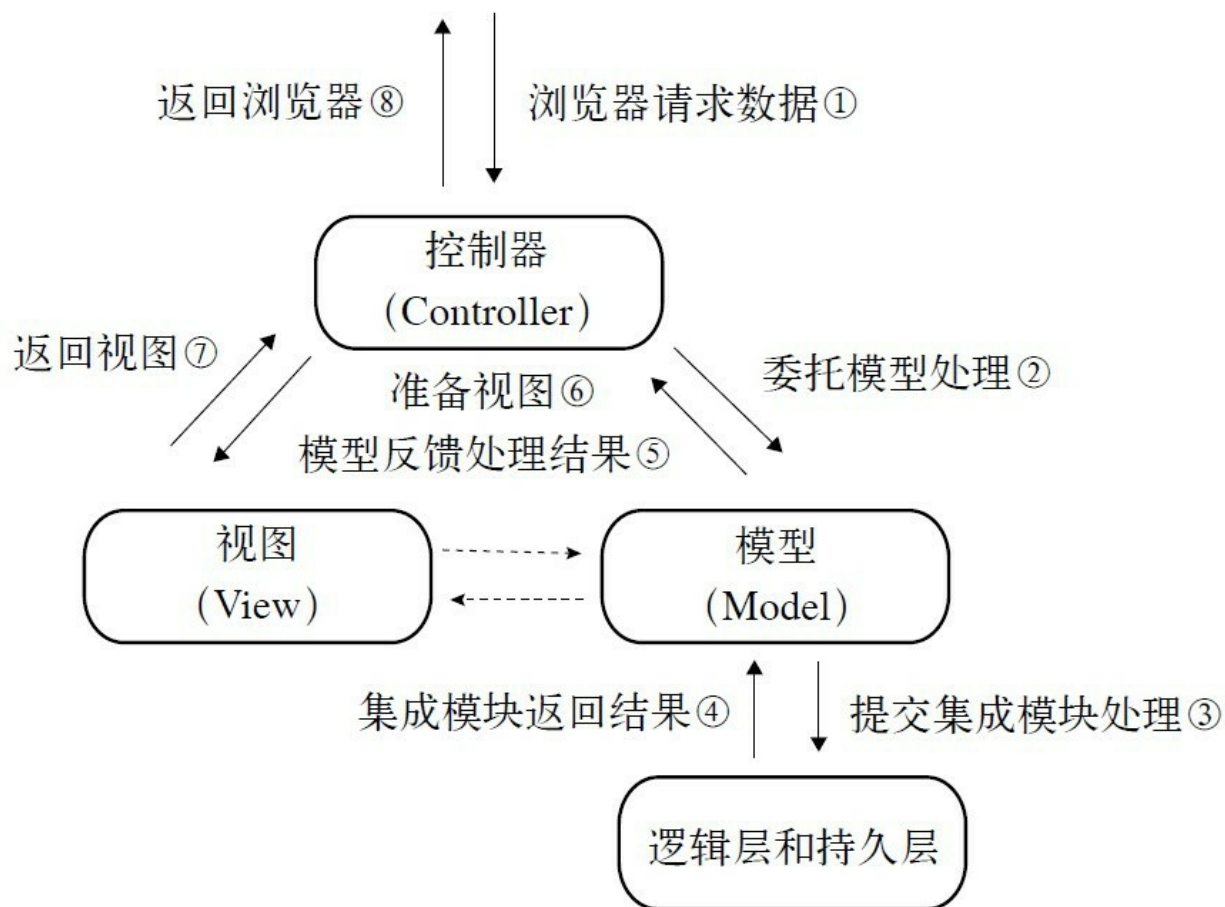 返回浏览器⑧
浏览器请求数据①
控制器
(Controller)
返回视图⑦
准备视图⑥
委托模型处理②
模型反馈处理结果⑤
视图
(View)
模型
(Model)
集成模块返回结果④
提交集成模块处理③
逻辑层和持久层